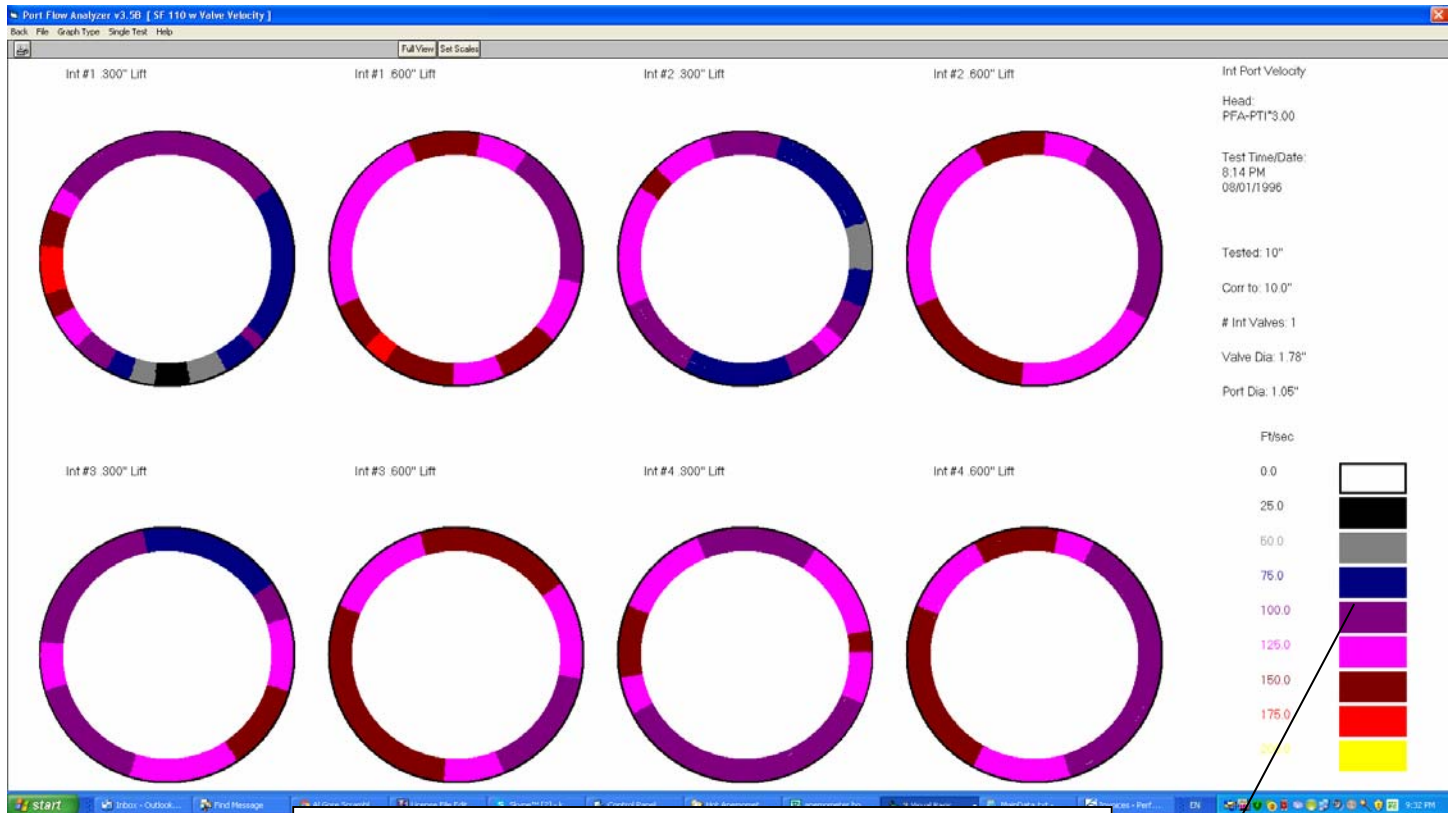 Port Flow Analyzer v3.5B [ SF 110 w Valve Velocity ]
Back File Graph Type Single Test Help
Full View Set Scales
Int #1 .300" Lift
Int #1 .600" Lift
Int #2 .300" Lift
Int #2 .600" Lift
Int Port Velocity
Head:
PFA-PTI*3.00
Test Time/Date:
8:14 PM
08/01/1996
Tested: 10"
Corr to: 10.0"
# Int Valves: 1
Valve Dia: 1.78"
Port Dia: 1.05"
Int #3 .300" Lift
Int #3 .600" Lift
Int #4 .300" Lift
Int #4 .600" Lift
Ft/sec
0.0
25.0
50.0
75.0
100.0
125.0
150.0
175.0
start
Inbox - Outlook...
Find Message
Control Panel
Hot Anemomet...
MainData.txt -
Invoices - Perf...
EN
9:32 PM